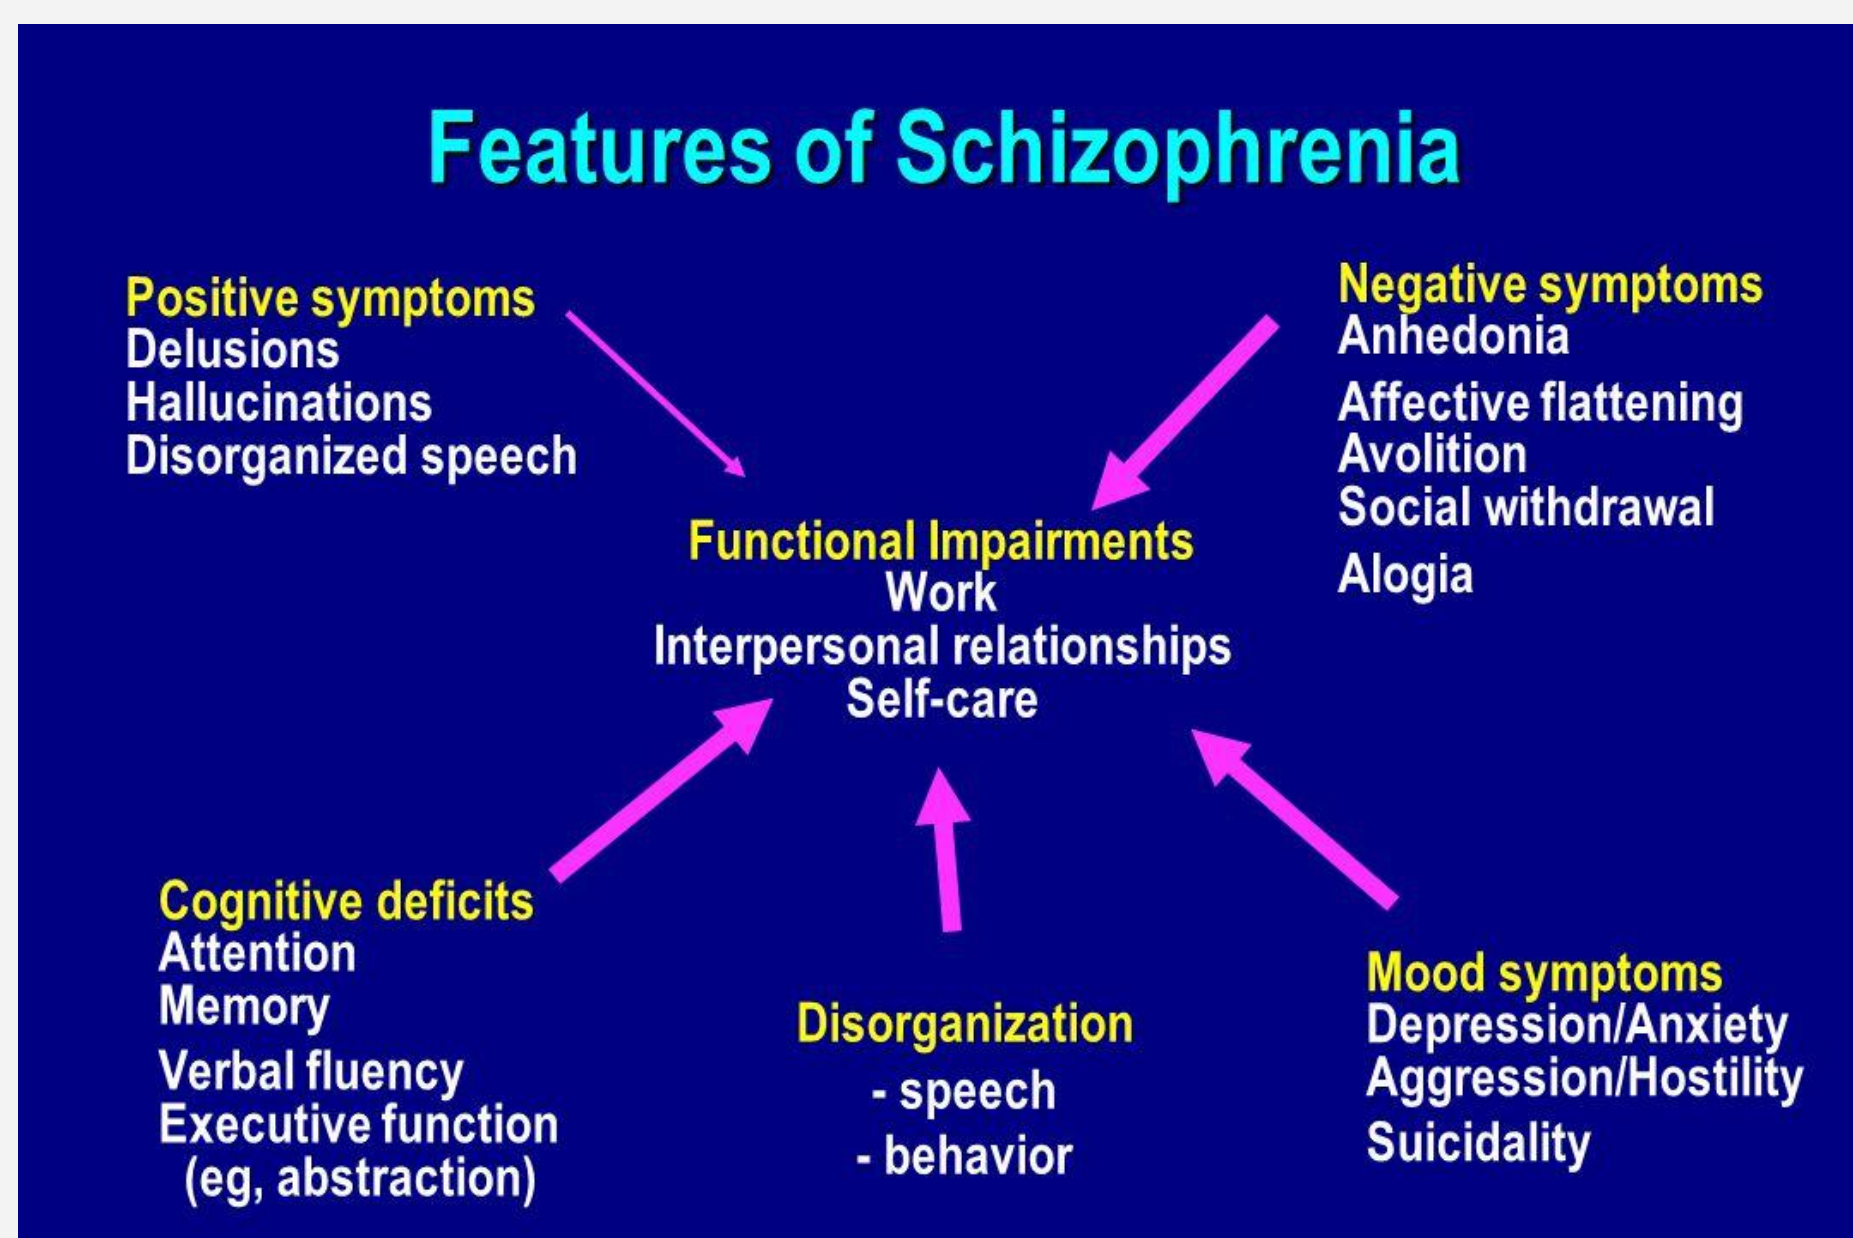 Features of Schizophrenia
Positive symptoms
Delusions
Hallucinations
Disorganized speech
Negative symptoms
Anhedonia
Affective flattening
Avolition
Social withdrawal
Alogia
Functional Impairments
Work
Interpersonal relationships
Self-care
Cognitive deficits
Attention
Memory
Verbal fluency
Executive function
(eg, abstraction)
Disorganization
- speech
- behavior
Mood symptoms
Depression/Anxiety
Aggression/Hostility
Suicidality